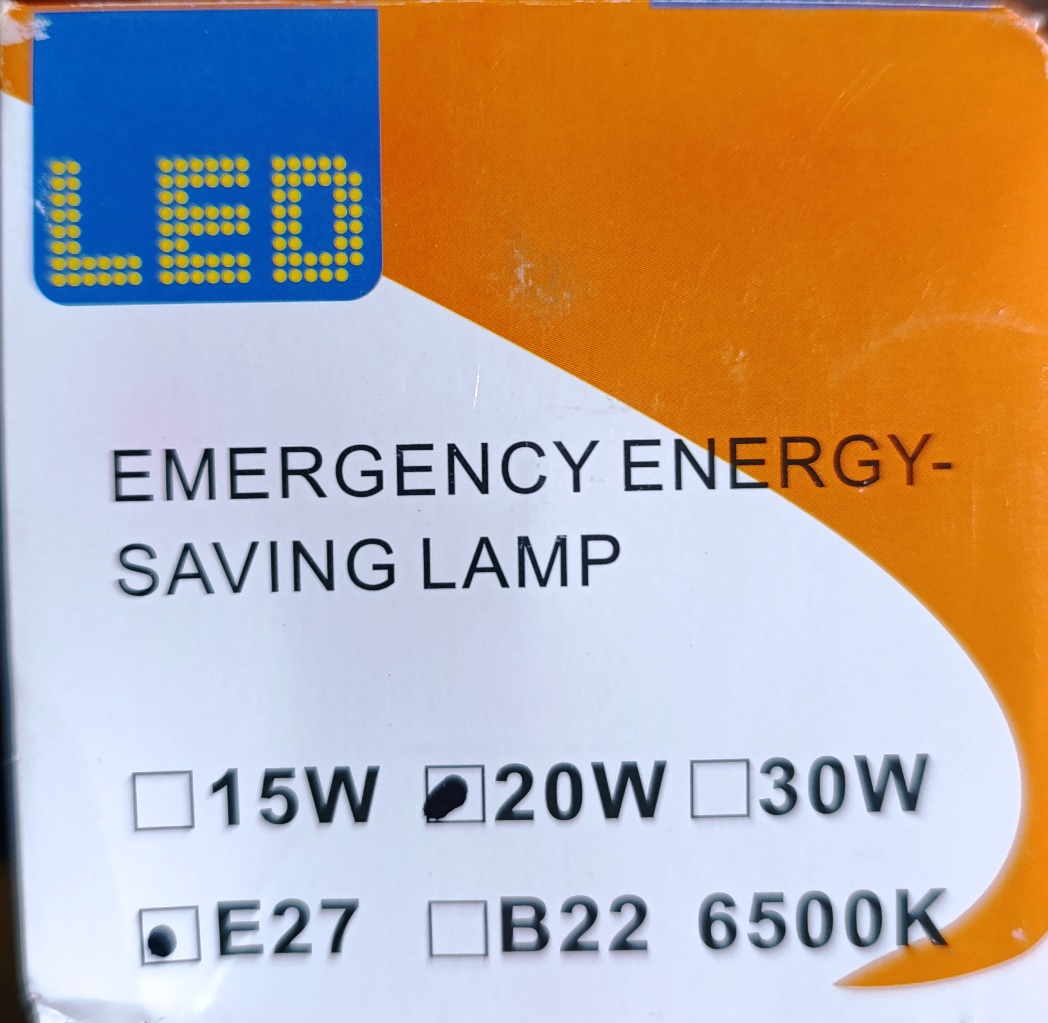 LED
EMERGENCY ENERGY-
SAVING LAMP
15W 20W 30W
E27 B22 6500K